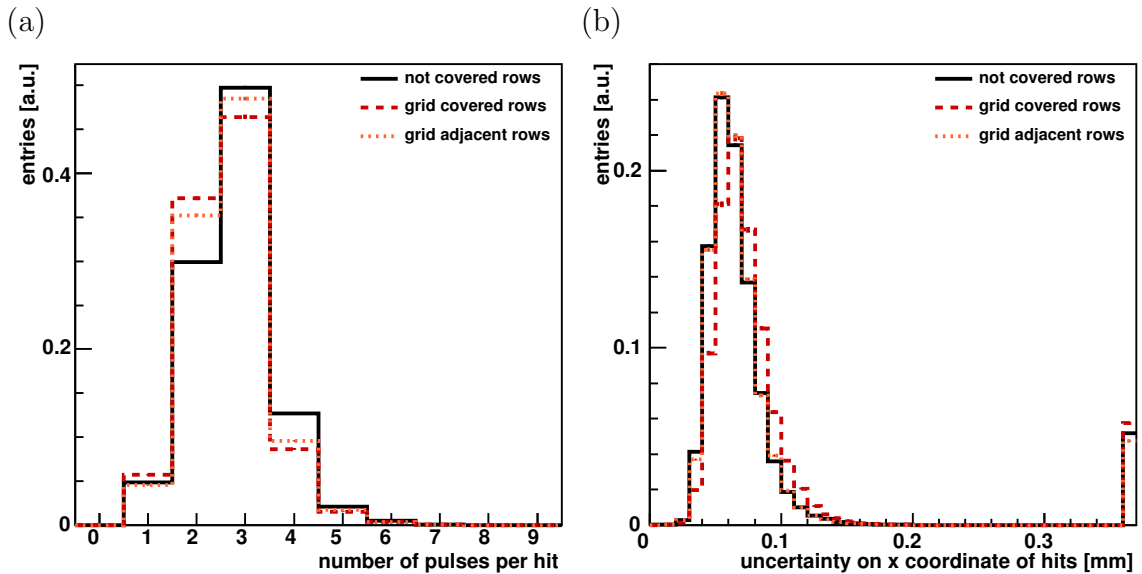 (a)
entries [a.u.]
not covered rows
grid covered rows
grid adjacent rows
0.4
0.2
0
0 1 2 3 4 5 6 7 8 9
number of pulses per hit
(b)
entries [a.u.]
not covered rows
grid covered rows
grid adjacent rows
0.2
0.1
0
0 0.1 0.2 0.3
uncertainty on x coordinate of hits [mm]